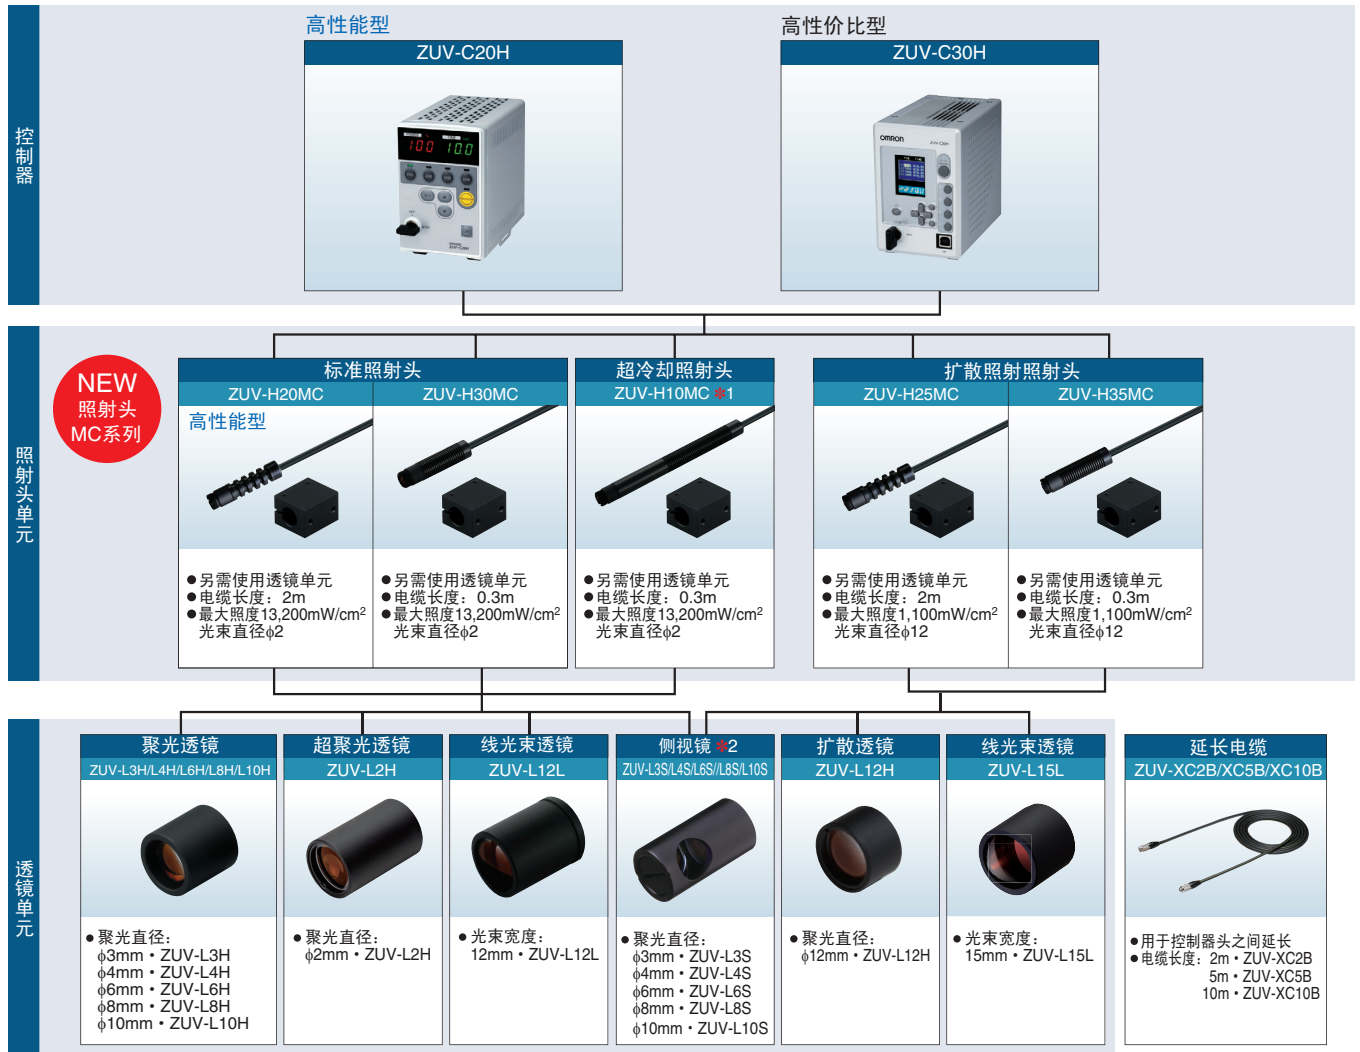 控制器
高性能型
ZUV-C20H
高性价比型
ZUV-C30H
OMRON
100 10.0
照射头单元
NEW
照射头
MC系列
标准照射头
ZUV-H20MC
ZUV-H30MC
高性能型
●另需使用透镜单元
●电缆长度：2m
●最大照度13,200mW/cm²
光束直径ϕ2
●另需使用透镜单元
●电缆长度：0.3m
●最大照度13,200mW/cm²
光束直径ϕ2
超冷却照射头
ZUV-H10MC ✻1
●另需使用透镜单元
●电缆长度：0.3m
●最大照度13,200mW/cm²
光束直径ϕ2
扩散照射照射头
ZUV-H25MC
ZUV-H35MC
●另需使用透镜单元
●电缆长度：2m
●最大照度1,100mW/cm²
光束直径ϕ12
●另需使用透镜单元
●电缆长度：0.3m
●最大照度1,100mW/cm²
光束直径ϕ12
透镜单元
聚光透镜
ZUV-L3H/L4H/L6H/L8H/L10H
●聚光直径：
ϕ3mm・ZUV-L3H
ϕ4mm・ZUV-L4H
ϕ6mm・ZUV-L6H
ϕ8mm・ZUV-L8H
ϕ10mm・ZUV-L10H
超聚光透镜
ZUV-L2H
●聚光直径：
ϕ2mm・ZUV-L2H
线光束透镜
ZUV-L12L
●光束宽度：
12mm・ZUV-L12L
侧视镜 ✻2
ZUV-L3S/L4S/L6S//L8S/L10S
●聚光直径：
ϕ3mm・ZUV-L3S
ϕ4mm・ZUV-L4S
ϕ6mm・ZUV-L6S
ϕ8mm・ZUV-L8S
ϕ10mm・ZUV-L10S
扩散透镜
ZUV-L12H
●聚光直径：
ϕ12mm・ZUV-L12H
线光束透镜
ZUV-L15L
●光束宽度：
15mm・ZUV-L15L
延长电缆
ZUV-XC2B/XC5B/XC10B
●用于控制器头之间延长
●电缆长度：2m・ZUV-XC2B
5m・ZUV-XC5B
10m・ZUV-XC10B